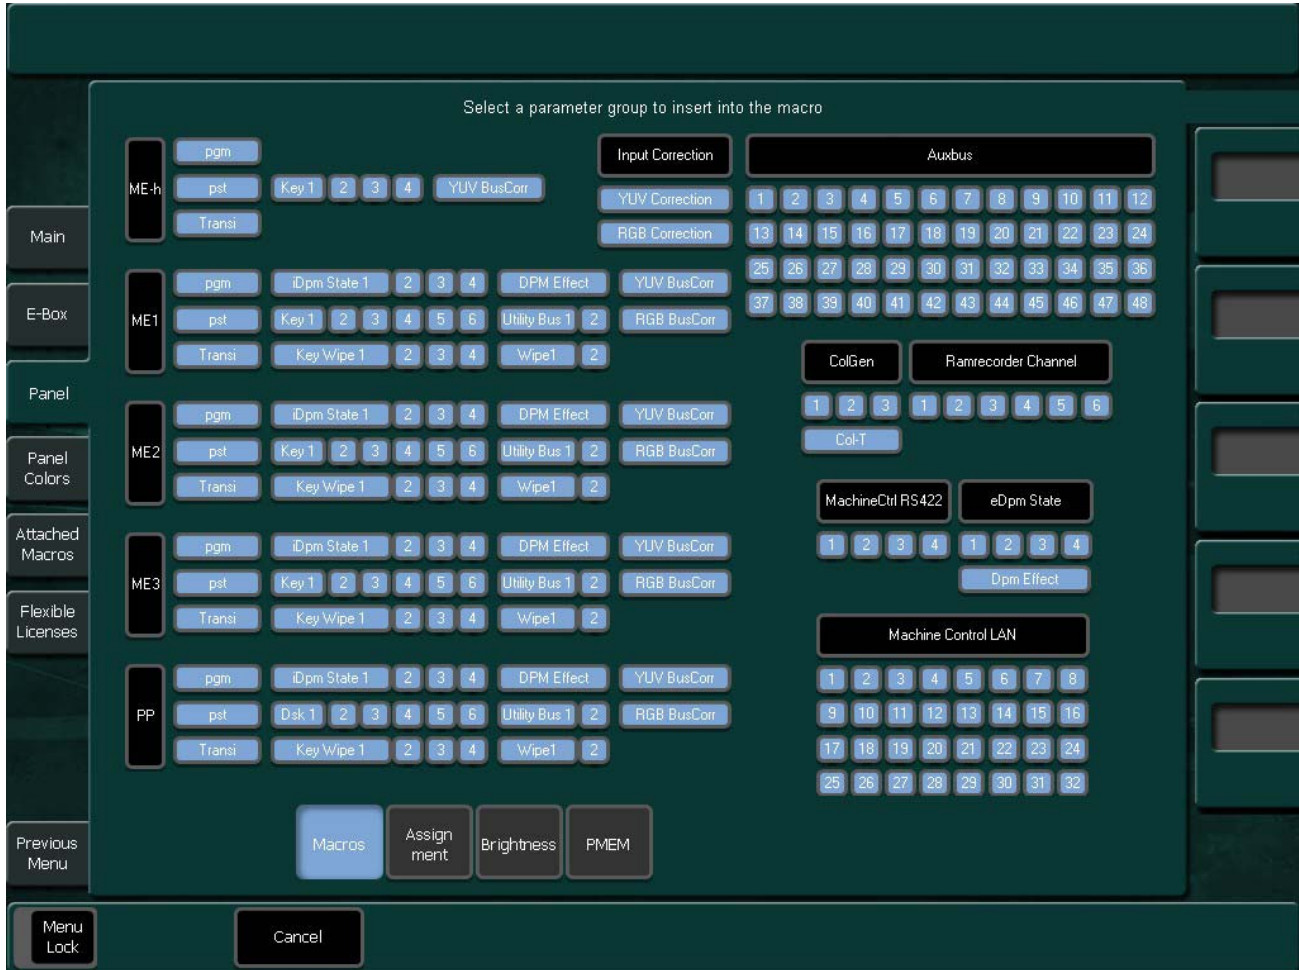 Select a parameter group to insert into the macro
Main
E-Box
Panel
Panel
Colors
Attached
Macros
Flexible
Licenses
Previous
Menu
ME-h
pgm
pst Key 1 2 3 4 YUV BusCorr
Transi
ME1
pgm iDpm State 1 2 3 4 DPM Effect YUV BusCorr
pst Key 1 2 3 4 5 6 Utility Bus 1 2 RGB BusCorr
Transi Key Wipe 1 2 3 4 Wipe1 2
ME2
pgm iDpm State 1 2 3 4 DPM Effect YUV BusCorr
pst Key 1 2 3 4 5 6 Utility Bus 1 2 RGB BusCorr
Transi Key Wipe 1 2 3 4 Wipe1 2
ME3
pgm iDpm State 1 2 3 4 DPM Effect YUV BusCorr
pst Key 1 2 3 4 5 6 Utility Bus 1 2 RGB BusCorr
Transi Key Wipe 1 2 3 4 Wipe1 2
PP
pgm iDpm State 1 2 3 4 DPM Effect YUV BusCorr
pst Dsk 1 2 3 4 5 6 Utility Bus 1 2 RGB BusCorr
Transi Key Wipe 1 2 3 4 Wipe1 2
Input Correction
YUV Correction
RGB Correction
Auxbus
1 2 3 4 5 6 7 8 9 10 11 12
13 14 15 16 17 18 19 20 21 22 23 24
25 26 27 28 29 30 31 32 33 34 35 36
37 38 39 40 41 42 43 44 45 46 47 48
ColGen Ramrecorder Channel
1 2 3 1 2 3 4 5 6
Col-T
MachineCtrl RS422 eDpm State
1 2 3 4 1 2 3 4
Dpm Effect
Machine Control LAN
1 2 3 4 5 6 7 8
9 10 11 12 13 14 15 16
17 18 19 20 21 22 23 24
25 26 27 28 29 30 31 32
Macros
Assign
ment
Brightness
PMEM
Menu
Lock
Cancel